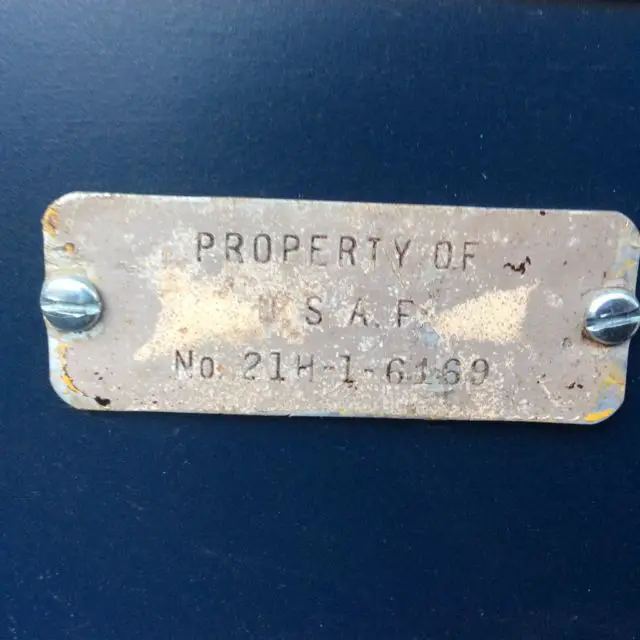 PROPERTY OF
U S A F
No. 21H-1-6169